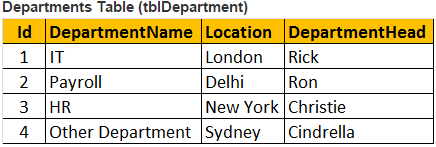 Departments Table (tblDepartment)
Id DepartmentName Location DepartmentHead
1 IT London Rick
2 Payroll Delhi Ron
3 HR New York Christie
4 Other Department Sydney Cindrella